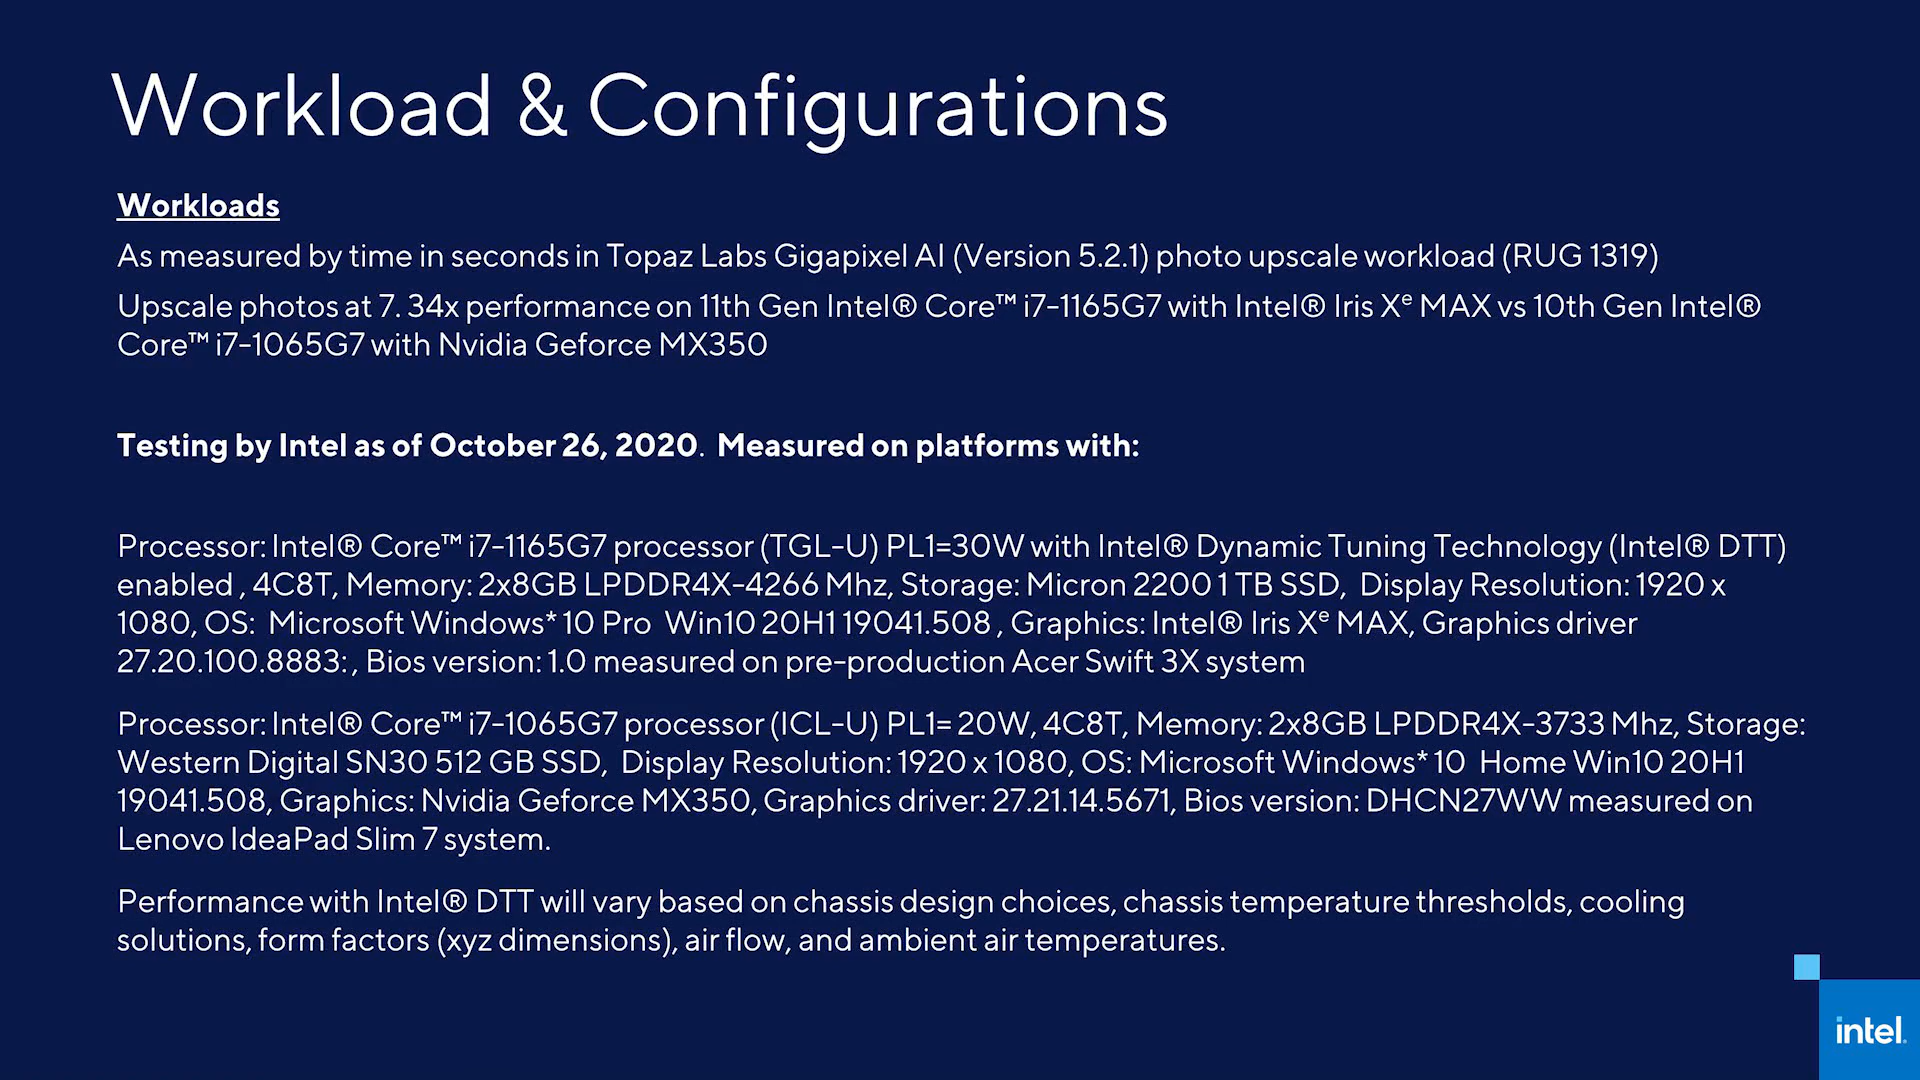 Workload & Configurations
Workloads
As measured by time in seconds in Topaz Labs Gigapixel AI (Version 5.2.1) photo upscale workload (RUG 1319)
Upscale photos at 7. 34x performance on 11th Gen Intel® Core™ i7-1165G7 with Intel® Iris Xᵉ MAX vs 10th Gen Intel®
Core™ i7-1065G7 with Nvidia Geforce MX350
Testing by Intel as of October 26, 2020. Measured on platforms with:
Processor: Intel® Core™ i7-1165G7 processor (TGL-U) PL1=30W with Intel® Dynamic Tuning Technology (Intel® DTT)
enabled , 4C8T, Memory: 2x8GB LPDDR4X-4266 Mhz, Storage: Micron 2200 1 TB SSD, Display Resolution: 1920 x
1080, OS: Microsoft Windows* 10 Pro Win10 20H1 19041.508 , Graphics: Intel® Iris Xᵉ MAX, Graphics driver
27.20.100.8883: , Bios version: 1.0 measured on pre-production Acer Swift 3X system
Processor: Intel® Core™ i7-1065G7 processor (ICL-U) PL1= 20W, 4C8T, Memory: 2x8GB LPDDR4X-3733 Mhz, Storage:
Western Digital SN30 512 GB SSD, Display Resolution: 1920 x 1080, OS: Microsoft Windows* 10 Home Win10 20H1
19041.508, Graphics: Nvidia Geforce MX350, Graphics driver: 27.21.14.5671, Bios version: DHCN27WW measured on
Lenovo IdeaPad Slim 7 system.
Performance with Intel® DTT will vary based on chassis design choices, chassis temperature thresholds, cooling
solutions, form factors (xyz dimensions), air flow, and ambient air temperatures.
intel®